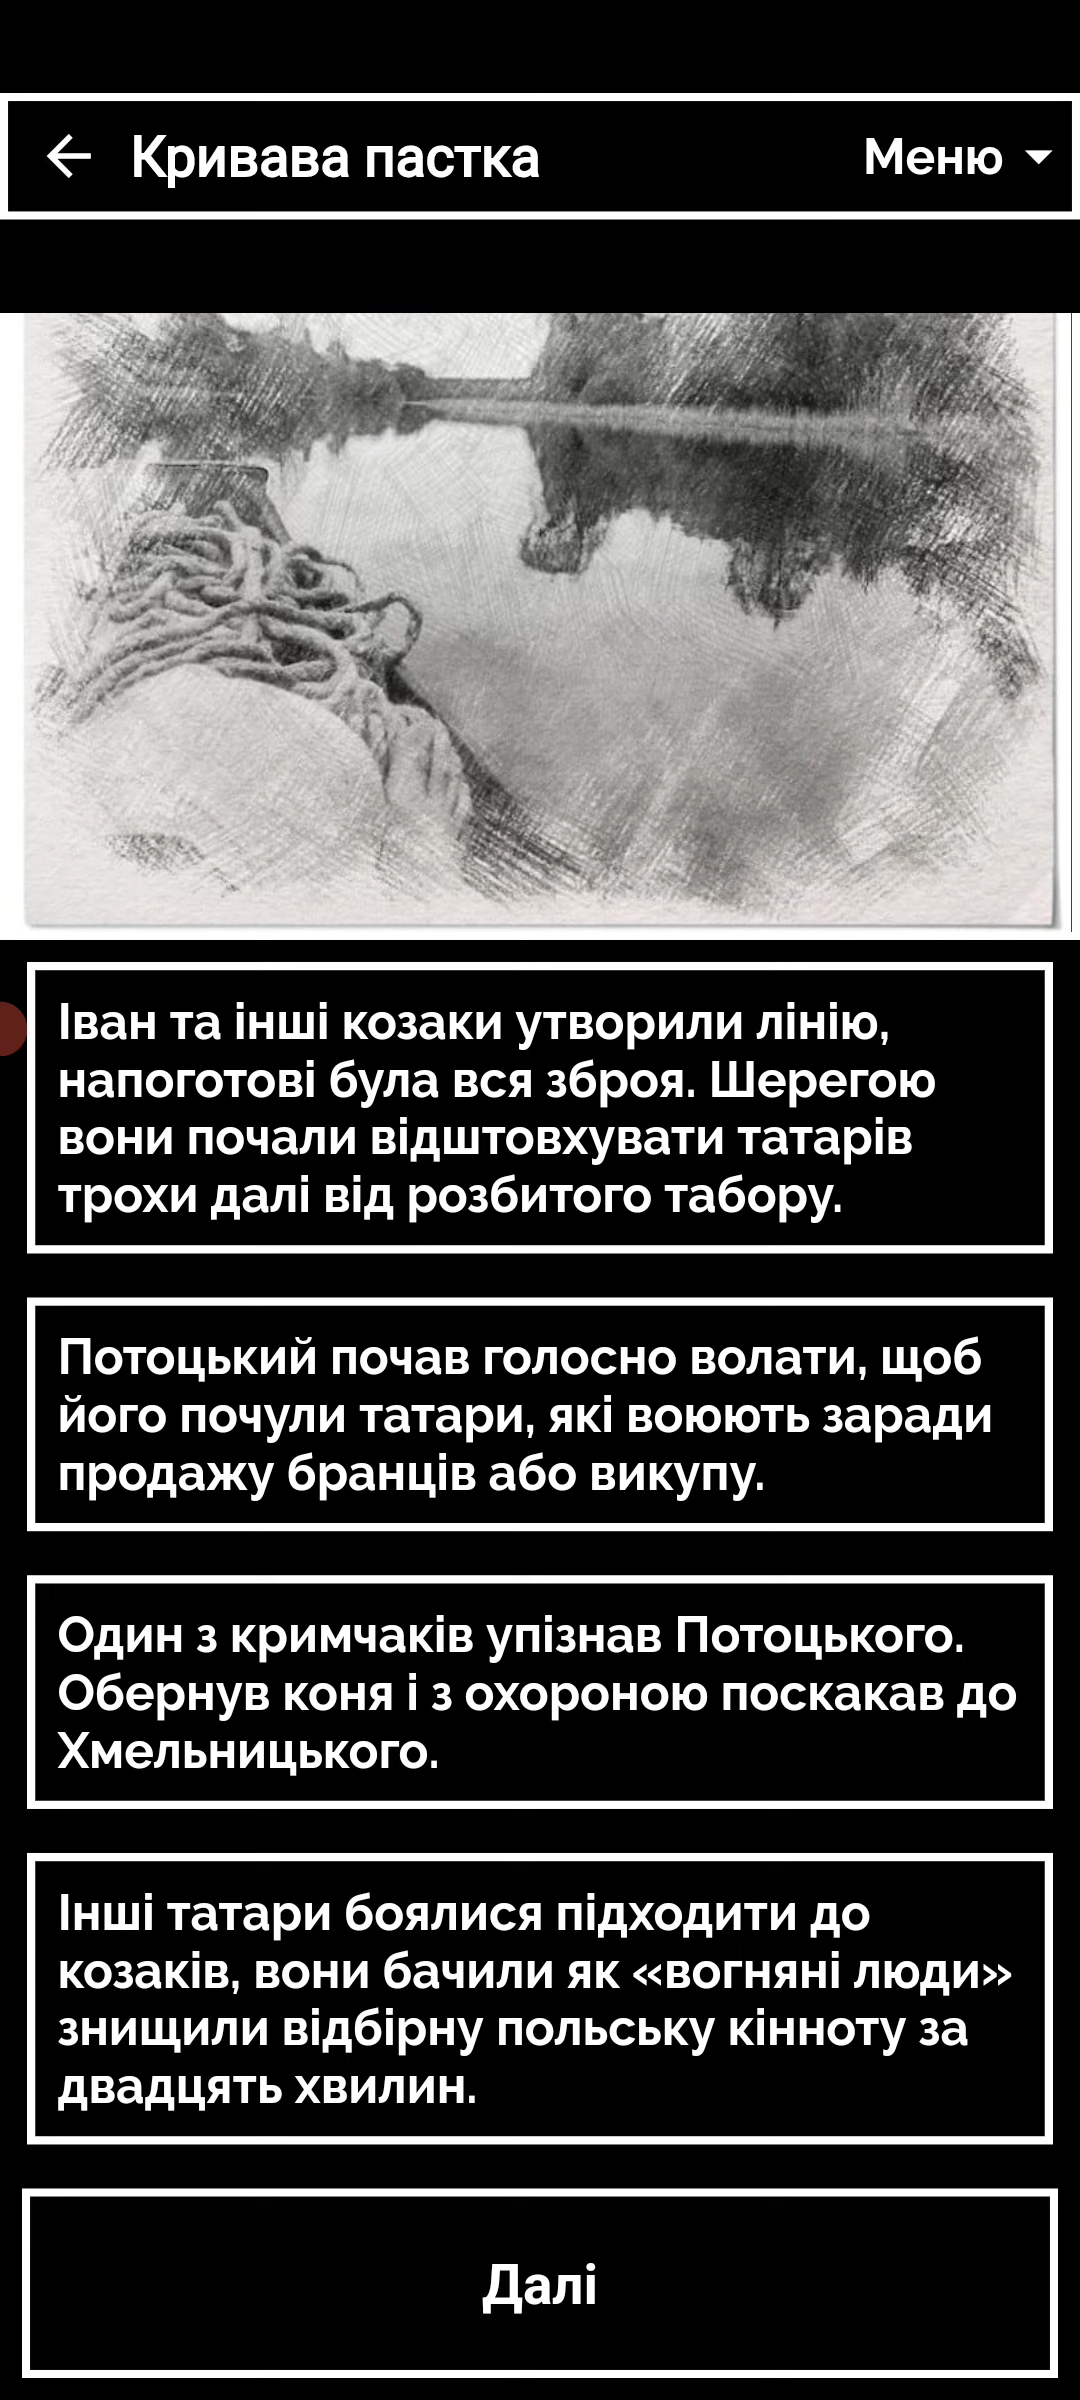 Кривава пастка
Меню
Іван та інші козаки утворили лінію,
напоготові була вся зброя. Шерегою
вони почали відштовхувати татарів
трохи далі від розбитого табору.
Потоцький почав голосно волати, щоб
його почули татари, які воюють заради
продажу бранців або викупу.
Один з кримчаків упізнав Потоцького.
Обернув коня і з охороною поскакав до
Хмельницького.
Інші татари боялися підходити до
козаків, вони бачили як «вогняні люди»
знищили відбірну польську кінноту за
двадцять хвилин.
Далі